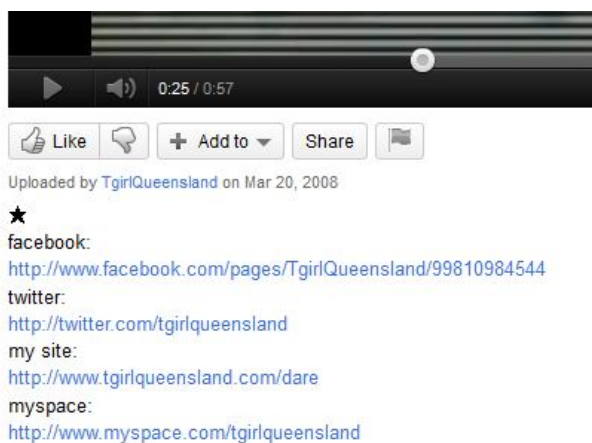 0:25 / 0:57
Like Add to Share
Uploaded by TgirlQueensland on Mar 20, 2008
facebook:
http://www.facebook.com/pages/TgirlQueensland/99810984544
twitter:
http://twitter.com/tgirlqueensland
my site:
http://www.tgirlqueensland.com/dare
myspace:
http://www.myspace.com/tgirlqueensland